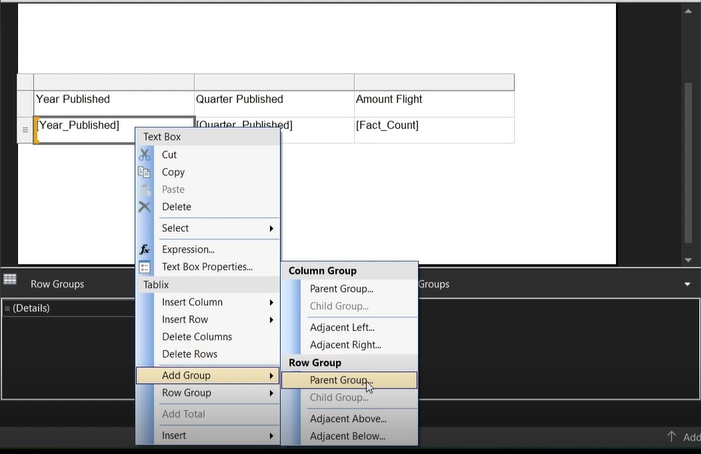 Year Published Quarter Published Amount Flight
[Year_Published] [Quarter_Published] [Fact_Count]
Text Box
Cut
Copy
Paste
Delete
Select
fx Expression...
Text Box Properties...
Tablix
Insert Column
Insert Row
Delete Columns
Delete Rows
Add Group
Row Group
Add Total
Insert
Column Group
Parent Group...
Child Group...
Adjacent Left...
Adjacent Right...
Row Group
Parent Group...
Child Group...
Adjacent Above...
Adjacent Below...
Row Groups
Groups
(Details)
Add